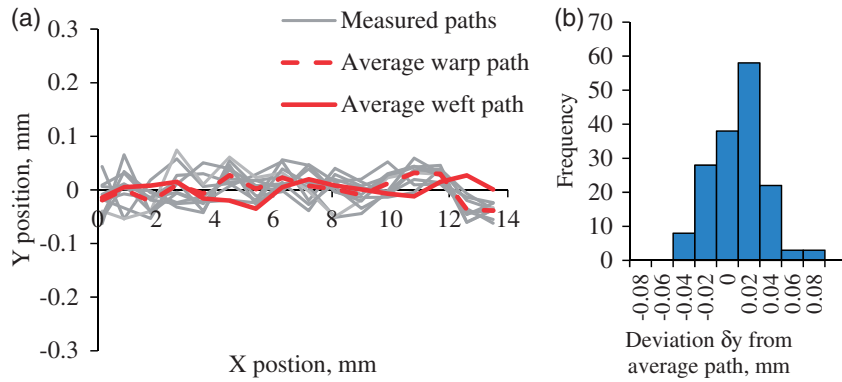 (a)
0.3
0.2
0.1
0
-0.1
-0.2
-0.3
Y position, mm
0 2 4 6 8 10 12 14
X postion, mm
Measured paths
Average warp path
Average weft path
(b)
70
60
50
40
30
20
10
0
Frequency
-0.08
-0.06
-0.04
-0.02
0
0.02
0.04
0.06
0.08
Deviation δy from
average path, mm